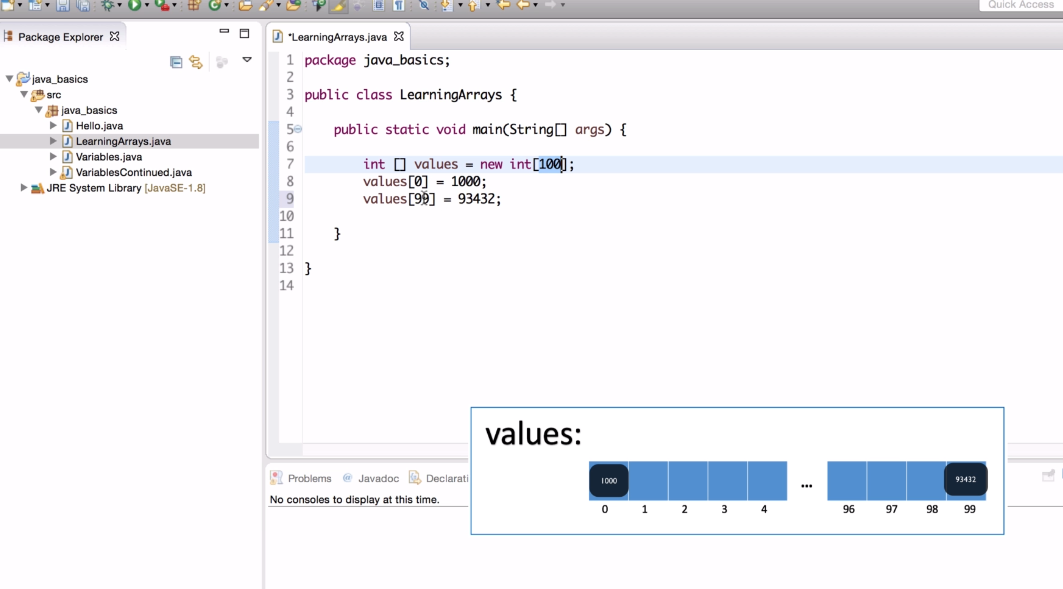 Quick Access
Package Explorer
java_basics
src
java_basics
Hello.java
LearningArrays.java
Variables.java
VariablesContinued.java
JRE System Library [JavaSE-1.8]
*LearningArrays.java
1 package java_basics;
2
3 public class LearningArrays {
4
5 public static void main(String[] args) {
6
7 int [] values = new int[100];
8 values[0] = 1000;
9 values[99] = 93432;
10
11 }
12
13 }
14
Problems @ Javadoc Declarati
No consoles to display at this time.
values:
1000 ... 93432
0 1 2 3 4 96 97 98 99